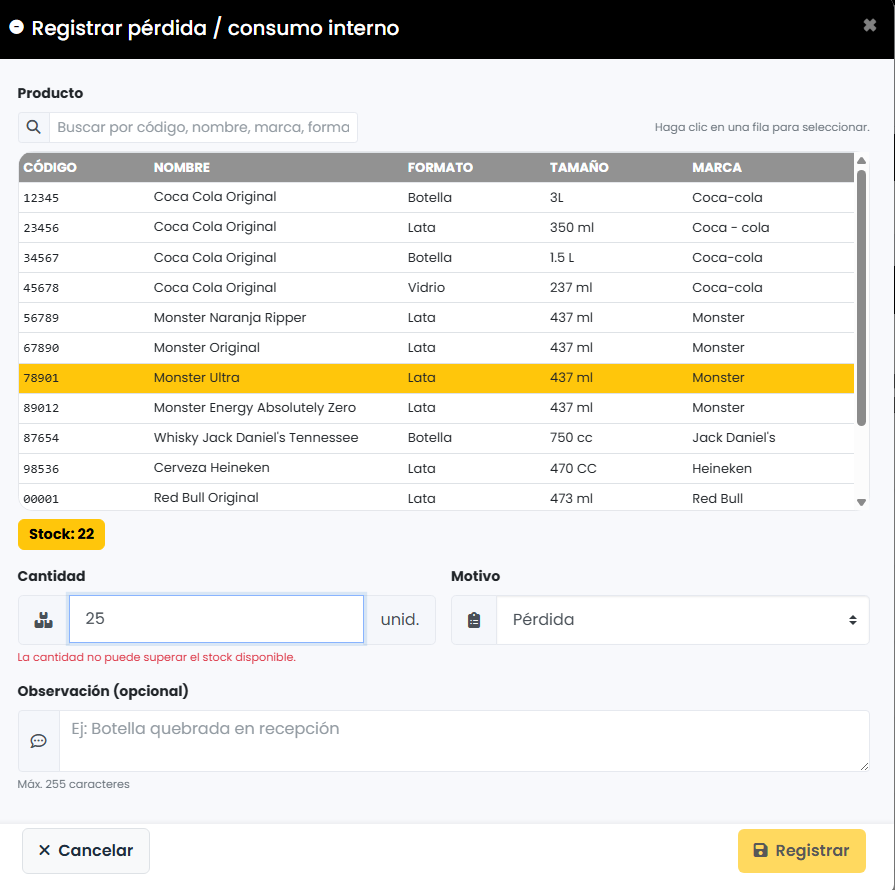 Registrar pérdida / consumo interno
Producto
Buscar por código, nombre, marca, forma
Haga clic en una fila para seleccionar.
CÓDIGO NOMBRE FORMATO TAMAÑO MARCA
12345 Coca Cola Original Botella 3L Coca-cola
23456 Coca Cola Original Lata 350 ml Coca - cola
34567 Coca Cola Original Botella 1.5 L Coca-cola
45678 Coca Cola Original Vidrio 237 ml Coca-cola
56789 Monster Naranja Ripper Lata 437 ml Monster
67890 Monster Original Lata 437 ml Monster
78901 Monster Ultra Lata 437 ml Monster
89012 Monster Energy Absolutely Zero Lata 437 ml Monster
87654 Whisky Jack Daniel's Tennessee Botella 750 cc Jack Daniel's
98536 Cerveza Heineken Lata 470 CC Heineken
00001 Red Bull Original Lata 473 ml Red Bull
Stock: 22
Cantidad Motivo
25 unid. Pérdida
La cantidad no puede superar el stock disponible.
Observación (opcional)
Ej: Botella quebrada en recepción
Máx. 255 caracteres
Cancelar Registrar